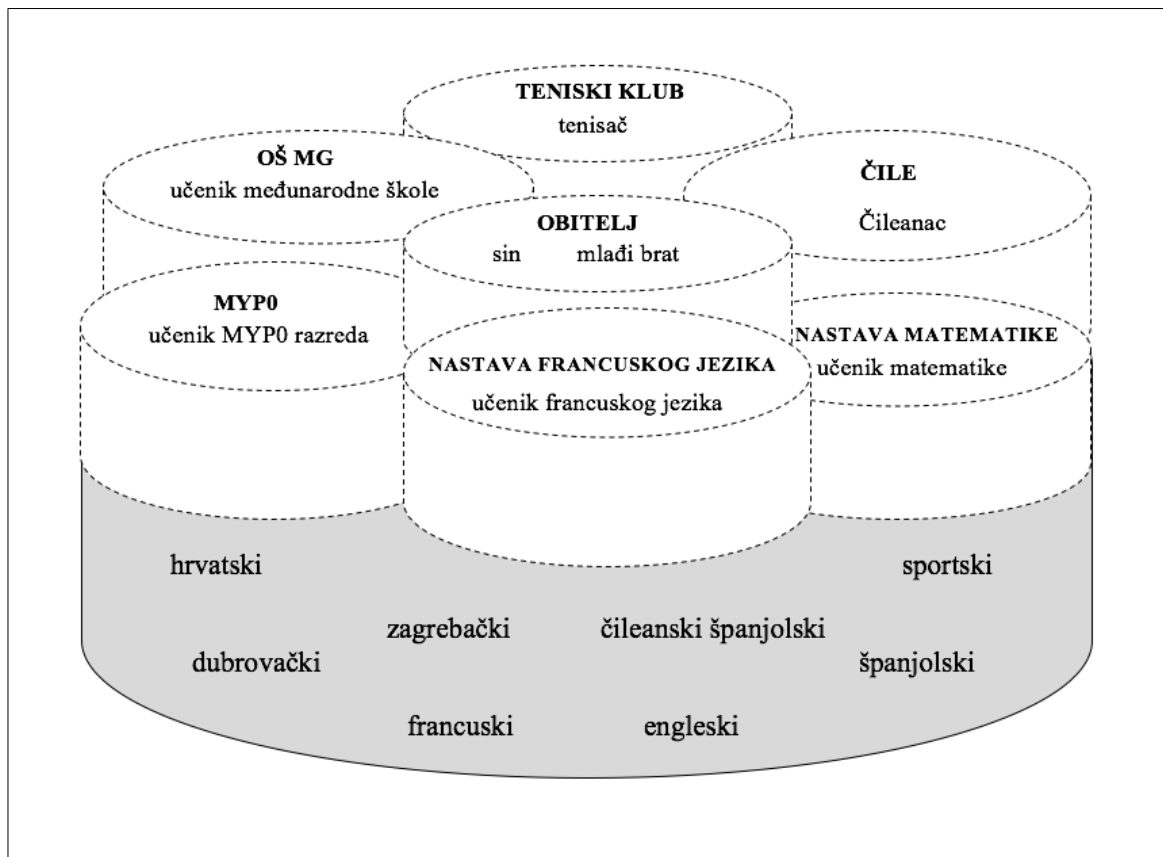 TENISKI KLUB
tenisač
OŠ MG
učenik međunarodne škole
ČILE
Čileanac
OBITELJ
sin mlađi brat
MYP0
učenik MYP0 razreda
NASTAVA MATEMATIKE
učenik matematike
NASTAVA FRANCUSKOG JEZIKA
učenik francuskog jezika
hrvatski
sportski
zagrebački
čileanski španjolski
dubrovački
španjolski
francuski
engleski